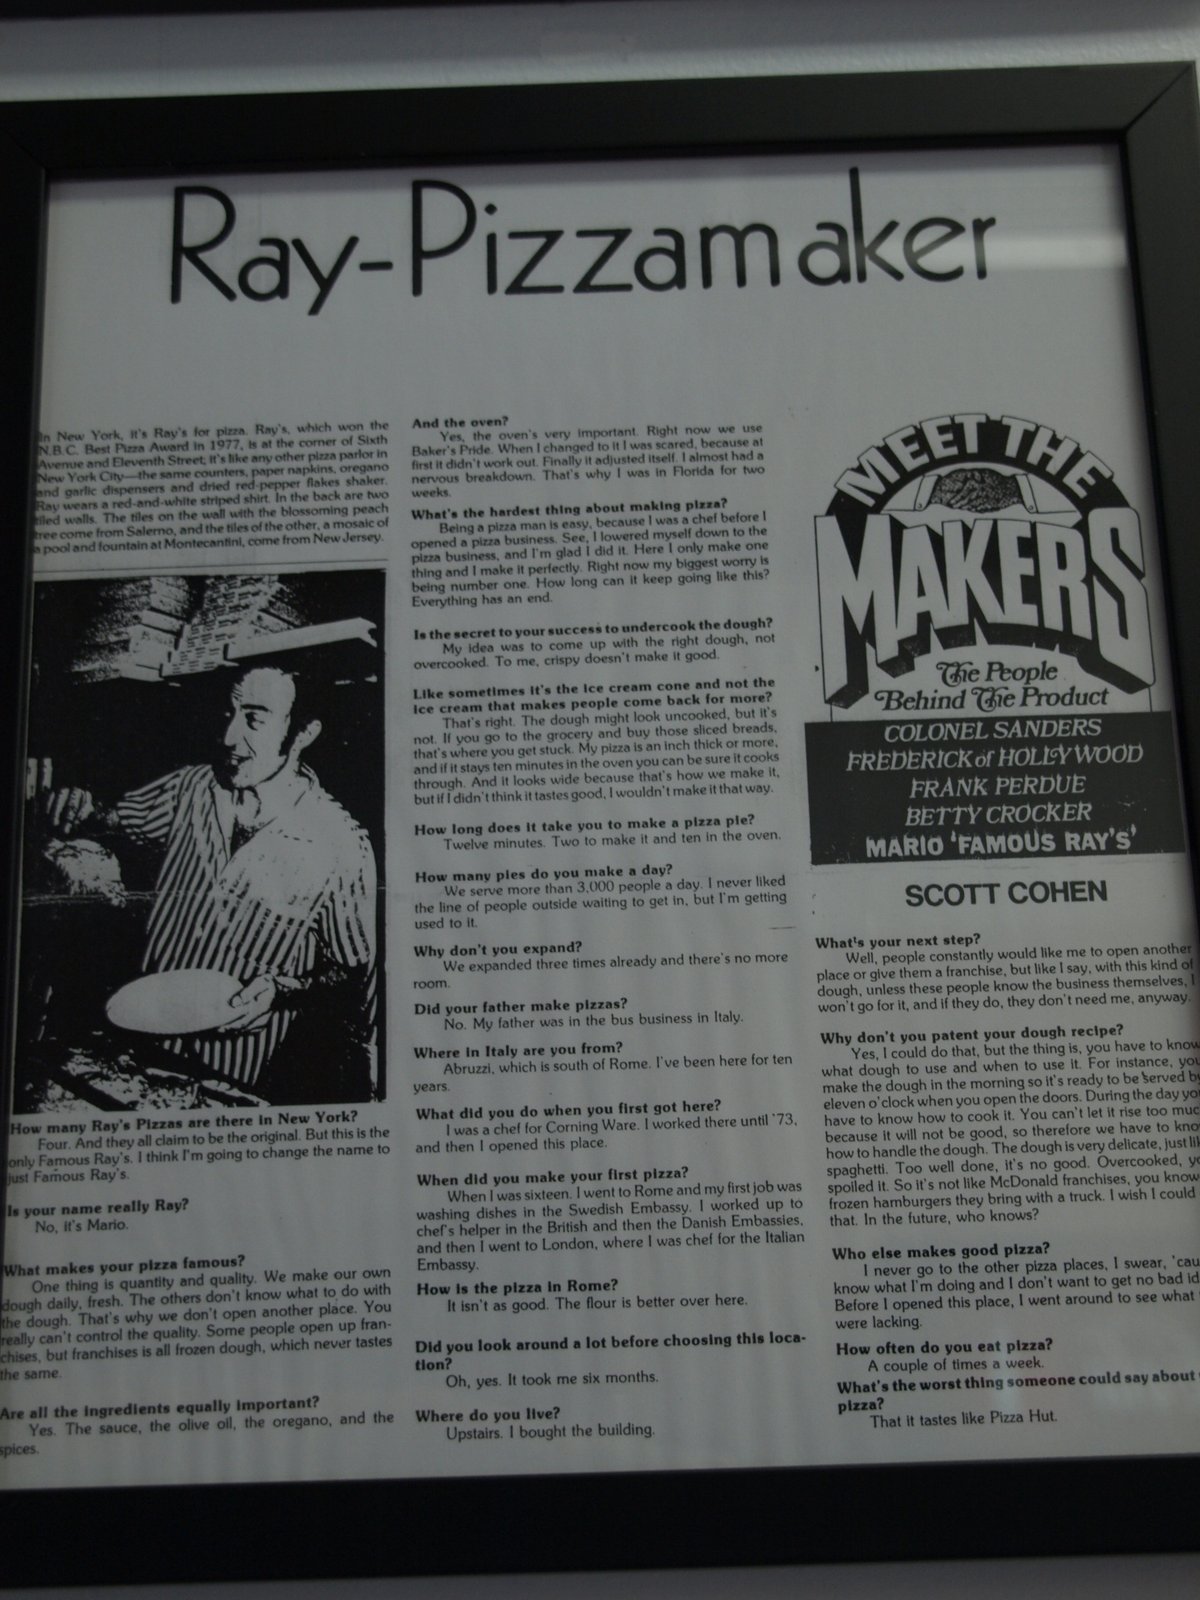 Ray-Pizzamaker
In New York, it's Ray's for pizza. Ray's, which won the
N.B.C. Best Pizza Award in 1977, is at the corner of Sixth
Avenue and Eleventh Street; it's like any other pizza parlor in
New York City—the same counters, paper napkins, oregano
and garlic dispensers and dried red-pepper flakes shaker.
Ray wears a red-and-white striped shirt. In the back are two
tiled walls. The tiles on the wall with the blossoming peach
tree come from Salerno, and the tiles of the other, a mosaic of
a pool and fountain at Montecantini, come from New Jersey.
How many Ray's Pizzas are there in New York?
Four. And they all claim to be the original. But this is the
only Famous Ray's. I think I'm going to change the name to
just Famous Ray's.
Is your name really Ray?
No, it's Mario.
What makes your pizza famous?
One thing is quantity and quality. We make our own
dough daily, fresh. The others don't know what to do with
the dough. That's why we don't open another place. You
really can't control the quality. Some people open up fran-
chises, but franchises is all frozen dough, which never tastes
the same.
Are all the ingredients equally important?
Yes. The sauce, the olive oil, the oregano, and the
spices.
And the oven?
Yes, the oven's very important. Right now we use
Baker's Pride. When I changed to it I was scared, because at
first it didn't work out. Finally it adjusted itself. I almost had a
nervous breakdown. That's why I was in Florida for two
weeks.
What's the hardest thing about making pizza?
Being a pizza man is easy, because I was a chef before I
opened a pizza business. See, I lowered myself down to the
pizza business, and I'm glad I did it. Here I only make one
thing and I make it perfectly. Right now my biggest worry is
being number one. How long can it keep going like this?
Everything has an end.
Is the secret to your success to undercook the dough?
My idea was to come up with the right dough, not
overcooked. To me, crispy doesn't make it good.
Like sometimes it's the ice cream cone and not the
ice cream that makes people come back for more?
That's right. The dough might look uncooked, but it's
not. If you go to the grocery and buy those sliced breads,
that's where you get stuck. My pizza is an inch thick or more,
and if it stays ten minutes in the oven you can be sure it cooks
through. And it looks wide because that's how we make it,
but if I didn't think it tastes good, I wouldn't make it that way.
How long does it take you to make a pizza pie?
Twelve minutes. Two to make it and ten in the oven.
How many pies do you make a day?
We serve more than 3,000 people a day. I never liked
the line of people outside waiting to get in, but I'm getting
used to it.
Why don't you expand?
We expanded three times already and there's no more
room.
Did your father make pizzas?
No. My father was in the bus business in Italy.
Where in Italy are you from?
Abruzzi, which is south of Rome. I've been here for ten
years.
What did you do when you first got here?
I was a chef for Corning Ware. I worked there until '73,
and then I opened this place.
When did you make your first pizza?
When I was sixteen. I went to Rome and my first job was
washing dishes in the Swedish Embassy. I worked up to
chef's helper in the British and then the Danish Embassies,
and then I went to London, where I was chef for the Italian
Embassy.
How is the pizza in Rome?
It isn't as good. The flour is better over here.
Did you look around a lot before choosing this loca-
tion?
Oh, yes. It took me six months.
Where do you live?
Upstairs. I bought the building.
MEET THE
MAKERS
The People
Behind The Product
COLONEL SANDERS
FREDERICK of HOLLYWOOD
FRANK PERDUE
BETTY CROCKER
MARIO 'FAMOUS RAY'S'
SCOTT COHEN
What's your next step?
Well, people constantly would like me to open another
place or give them a franchise, but like I say, with this kind of
dough, unless these people know the business themselves, I
won't go for it, and if they do, they don't need me, anyway.
Why don't you patent your dough recipe?
Yes, I could do that, but the thing is, you have to know
what dough to use and when to use it. For instance, you
make the dough in the morning so it's ready to be served by
eleven o'clock when you open the doors. During the day you
have to know how to cook it. You can't let it rise too muc
because it will not be good, so therefore we have to kno
how to handle the dough. The dough is very delicate, just li
spaghetti. Too well done, it's no good. Overcooked, yo
spoiled it. So it's not like McDonald franchises, you know
frozen hamburgers they bring with a truck. I wish I could
that. In the future, who knows?
Who else makes good pizza?
I never go to the other pizza places, I swear, 'cau
know what I'm doing and I don't want to get no bad id
Before I opened this place, I went around to see what
were lacking.
How often do you eat pizza?
A couple of times a week.
What's the worst thing someone could say about
pizza?
That it tastes like Pizza Hut.